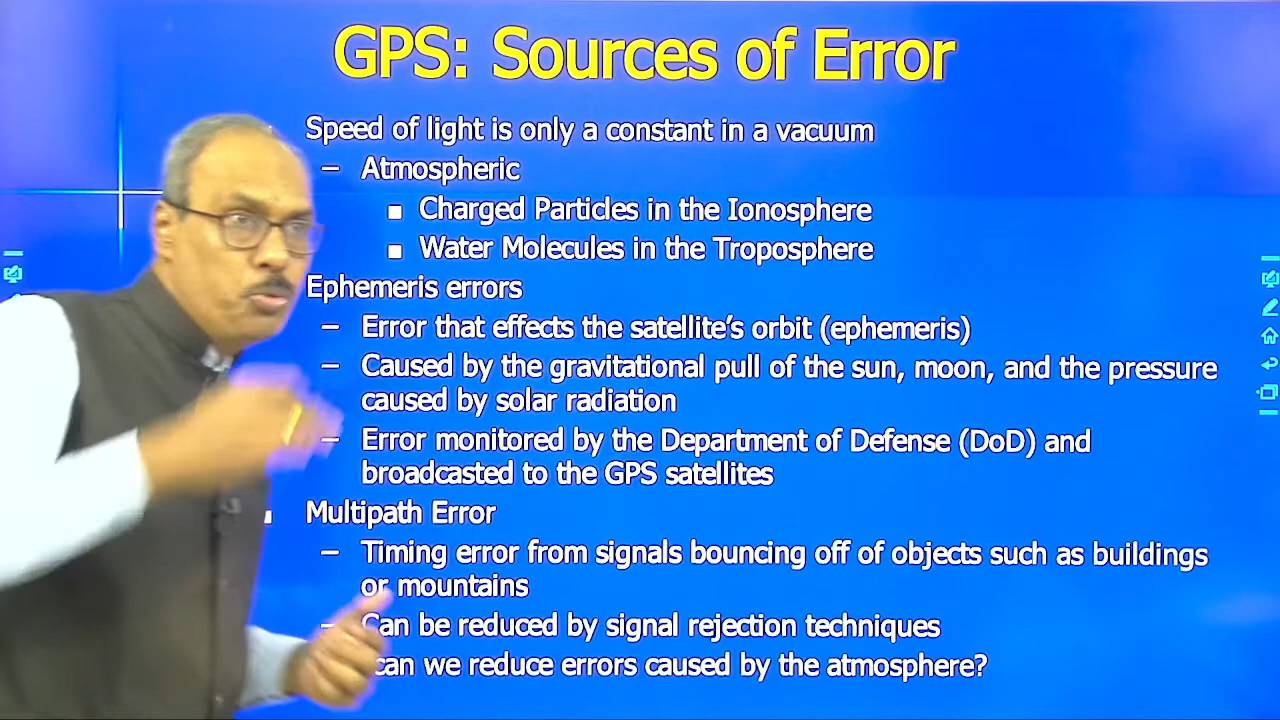 GPS: Sources of Error
Speed of light is only a constant in a vacuum
– Atmospheric
▪ Charged Particles in the Ionosphere
▪ Water Molecules in the Troposphere
Ephemeris errors
– Error that effects the satellite’s orbit (ephemeris)
– Caused by the gravitational pull of the sun, moon, and the pressure
caused by solar radiation
– Error monitored by the Department of Defense (DoD) and
broadcasted to the GPS satellites
▪ Multipath Error
– Timing error from signals bouncing off of objects such as buildings
or mountains
– Can be reduced by signal rejection techniques
can we reduce errors caused by the atmosphere?